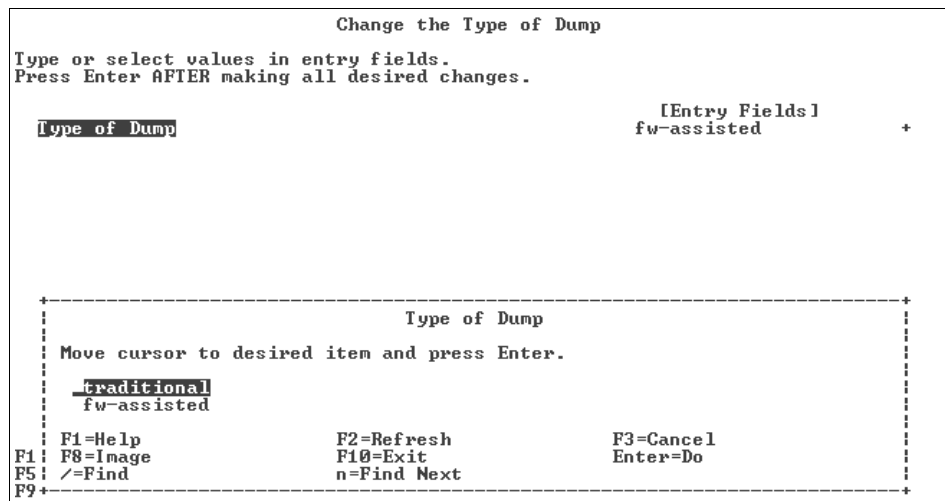 Change the Type of Dump
Type or select values in entry fields.
Press Enter AFTER making all desired changes.
[Entry Fields]
Type of Dump fw-assisted +
Type of Dump
Move cursor to desired item and press Enter.
traditional
fw-assisted
F1=Help F2=Refresh F3=Cancel
F1 F8=Image F10=Exit Enter=Do
F5 /=Find n=Find Next
F9